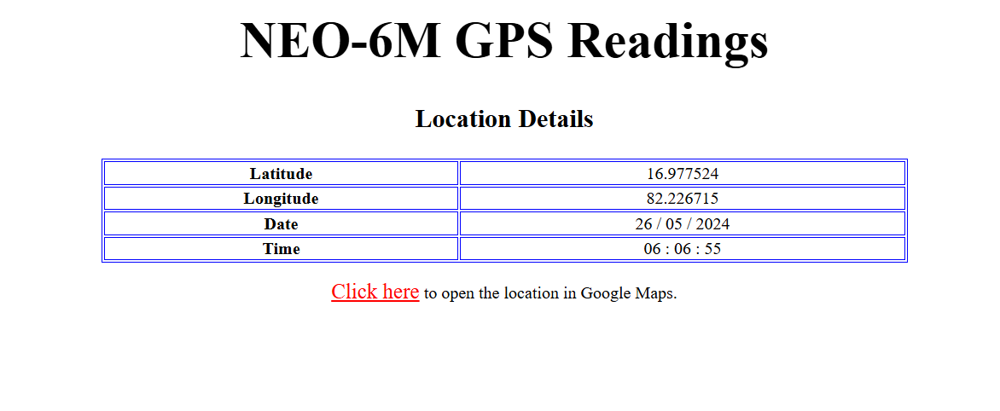 NEO-6M GPS Readings
Location Details
Latitude 16.977524
Longitude 82.226715
Date 26 / 05 / 2024
Time 06 : 06 : 55
Click here to open the location in Google Maps.